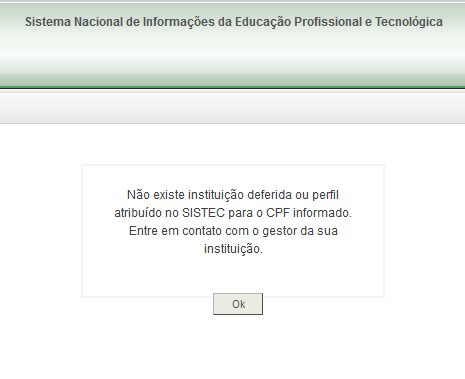 Sistema Nacional de Informações da Educação Profissional e Tecnológica
Não existe instituição deferida ou perfil
atribuído no SISTEC para o CPF informado.
Entre em contato com o gestor da sua
instituição.
Ok